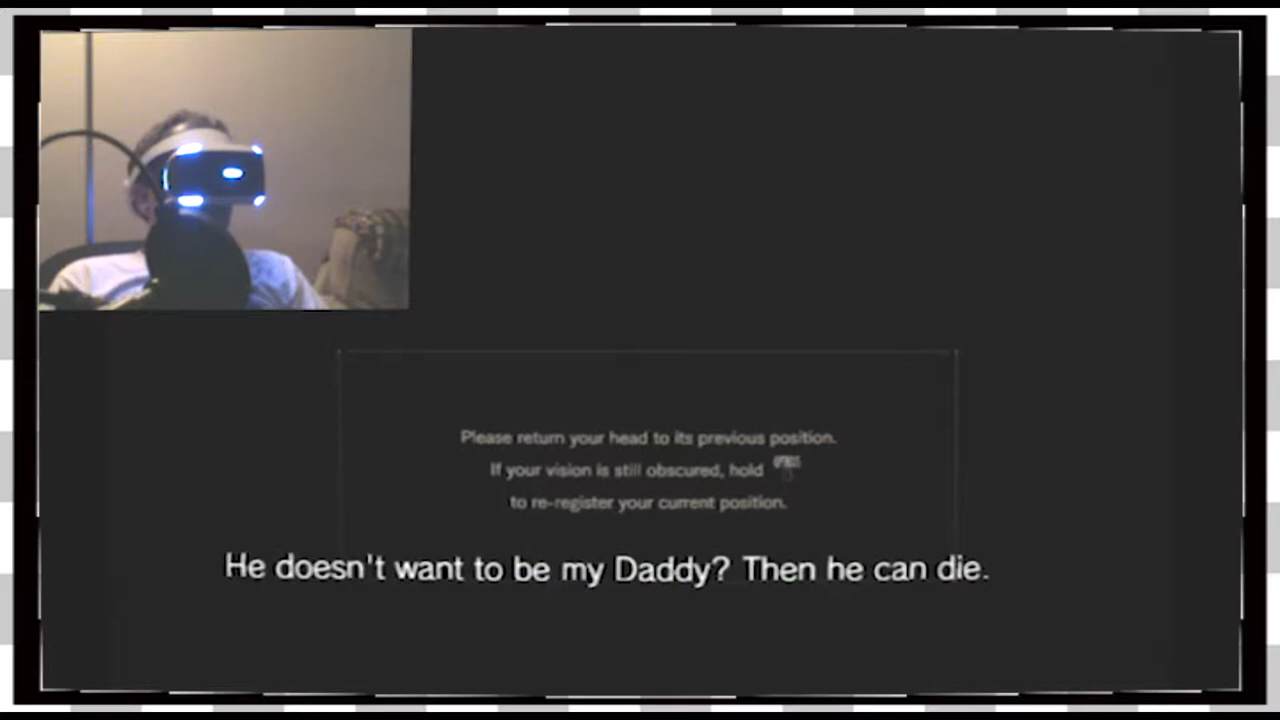 Please return your head to its previous position.
If your vision is still obscured, hold
to re-register your current position.
He doesn't want to be my Daddy? Then he can die.